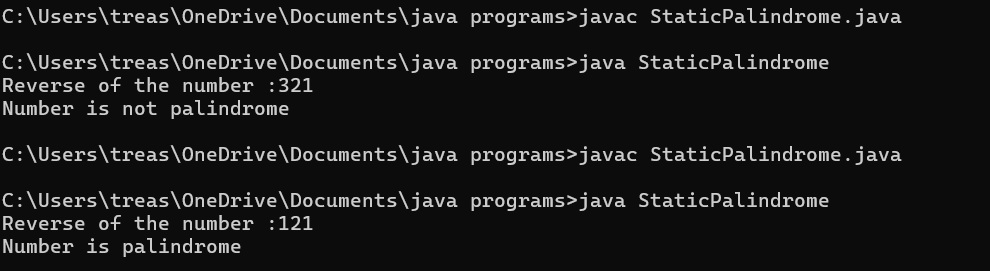 C:\Users\treas\OneDrive\Documents\java programs>javac StaticPalindrome.java
C:\Users\treas\OneDrive\Documents\java programs>java StaticPalindrome
Reverse of the number :321
Number is not palindrome
C:\Users\treas\OneDrive\Documents\java programs>javac StaticPalindrome.java
C:\Users\treas\OneDrive\Documents\java programs>java StaticPalindrome
Reverse of the number :121
Number is palindrome